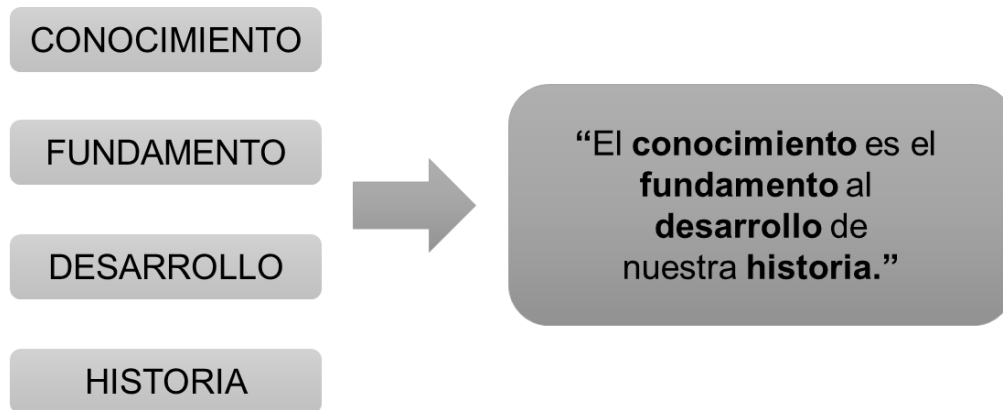 CONOCIMIENTO
FUNDAMENTO
DESARROLLO
HISTORIA
“El conocimiento es el
fundamento al
desarrollo de
nuestra historia.”